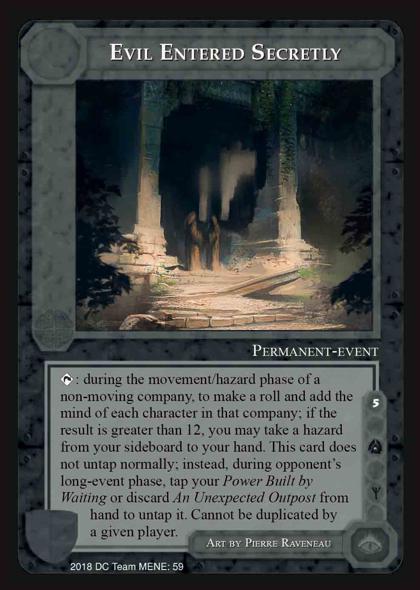 EVIL ENTERED SECRETLY
PERMANENT-EVENT
: during the movement/hazard phase of a
non-moving company, to make a roll and add the
mind of each character in that company; if the
result is greater than 12, you may take a hazard
from your sideboard to your hand. This card does
not untap normally; instead, during opponent's
long-event phase, tap your Power Built by
Waiting or discard An Unexpected Outpost from
hand to untap it. Cannot be duplicated by
a given player.
5
ART BY PIERRE RAVENEAU
2018 DC Team MENE: 59